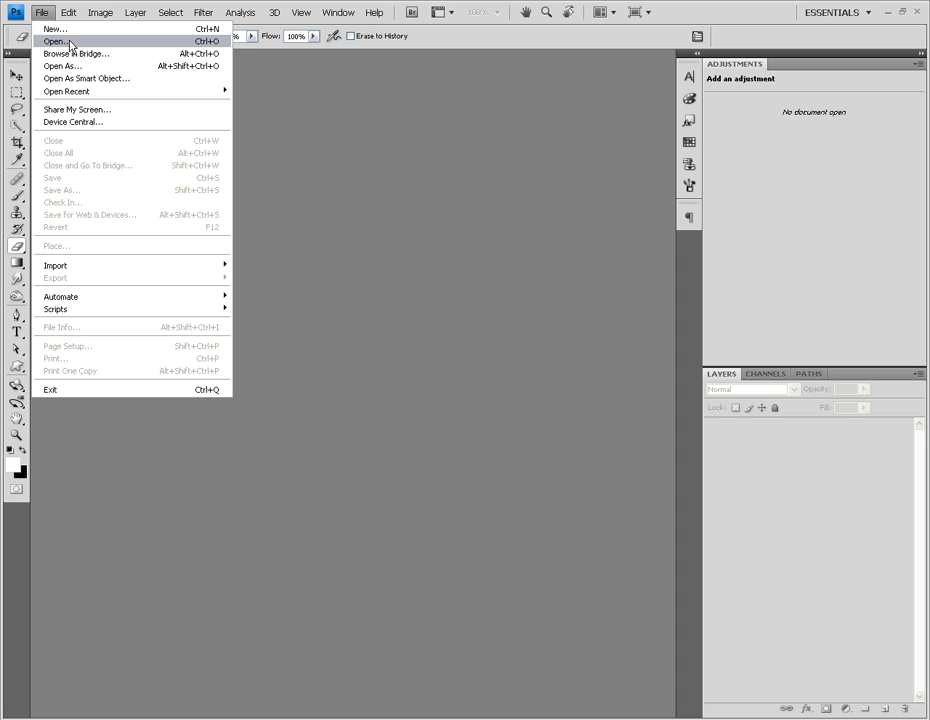 Ps File Edit Image Layer Select Filter Analysis 3D View Window Help Br 100% ESSENTIALS
% Flow: 100% Erase to History
New... Ctrl+N
Open... Ctrl+O
Browse in Bridge... Alt+Ctrl+O
Open As... Alt+Shift+Ctrl+O
Open As Smart Object...
Open Recent
Share My Screen...
Device Central...
Close Ctrl+W
Close All Alt+Ctrl+W
Close and Go To Bridge... Shift+Ctrl+W
Save Ctrl+S
Save As... Shift+Ctrl+S
Check In...
Save for Web & Devices... Alt+Shift+Ctrl+S
Revert F12
Place...
Import
Export
Automate
Scripts
File Info... Alt+Shift+Ctrl+I
Page Setup... Shift+Ctrl+P
Print... Ctrl+P
Print One Copy Alt+Shift+Ctrl+P
Exit Ctrl+Q
ADJUSTMENTS
Add an adjustment
No document open
LAYERS CHANNELS PATHS
Normal Opacity:
Lock: Fill: